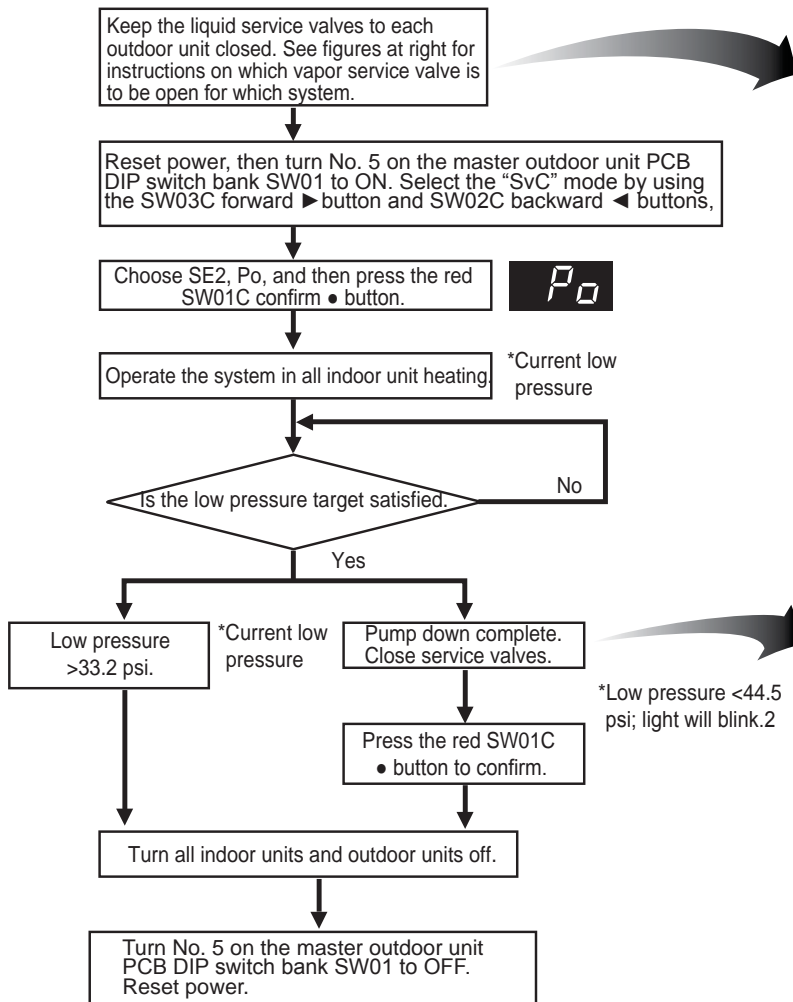 Keep the liquid service valves to each
outdoor unit closed. See figures at right for
instructions on which vapor service valve is
to be open for which system.
Reset power, then turn No. 5 on the master outdoor unit PCB
DIP switch bank SW01 to ON. Select the “SvC” mode by using
the SW03C forward ►button and SW02C backward ◄ buttons,
Choose SE2, Po, and then press the red
SW01C confirm ● button.
Po
Operate the system in all indoor unit heating.
*Current low
pressure
Is the low pressure target satisfied.
No
Yes
Low pressure
>33.2 psi.
*Current low
pressure
Pump down complete.
Close service valves.
*Low pressure <44.5
psi; light will blink.2
Press the red SW01C
● button to confirm.
Turn all indoor units and outdoor units off.
Turn No. 5 on the master outdoor unit
PCB DIP switch bank SW01 to OFF.
Reset power.